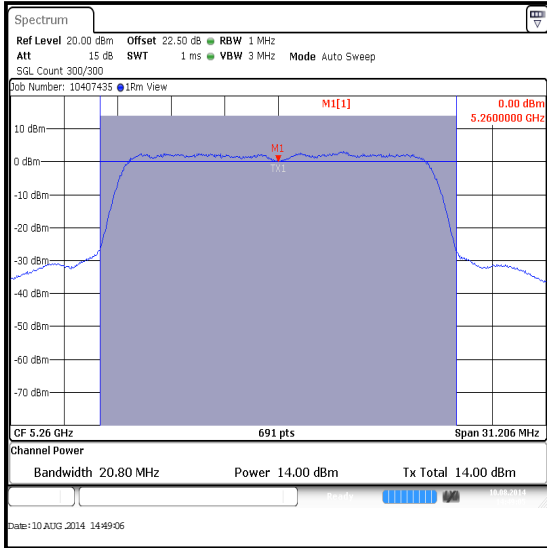 Spectrum
Ref Level 20.00 dBm Offset 22.50 dB RBW 1 MHz
Att 15 dB SWT 1 ms VBW 3 MHz Mode Auto Sweep
SGL Count 300/300
Job Number: 10407435 1Rm View
M1[1] 0.00 dBm
5.2600000 GHz
10 dBm
M1
0 dBm
TX1
-10 dBm
-20 dBm
-30 dBm
-40 dBm
-50 dBm
-60 dBm
-70 dBm
CF 5.26 GHz 691 pts Span 31.206 MHz
Channel Power
Bandwidth 20.80 MHz Power 14.00 dBm Tx Total 14.00 dBm
Ready 10.08.2014
Date: 10 AUG 2014 14:49:06